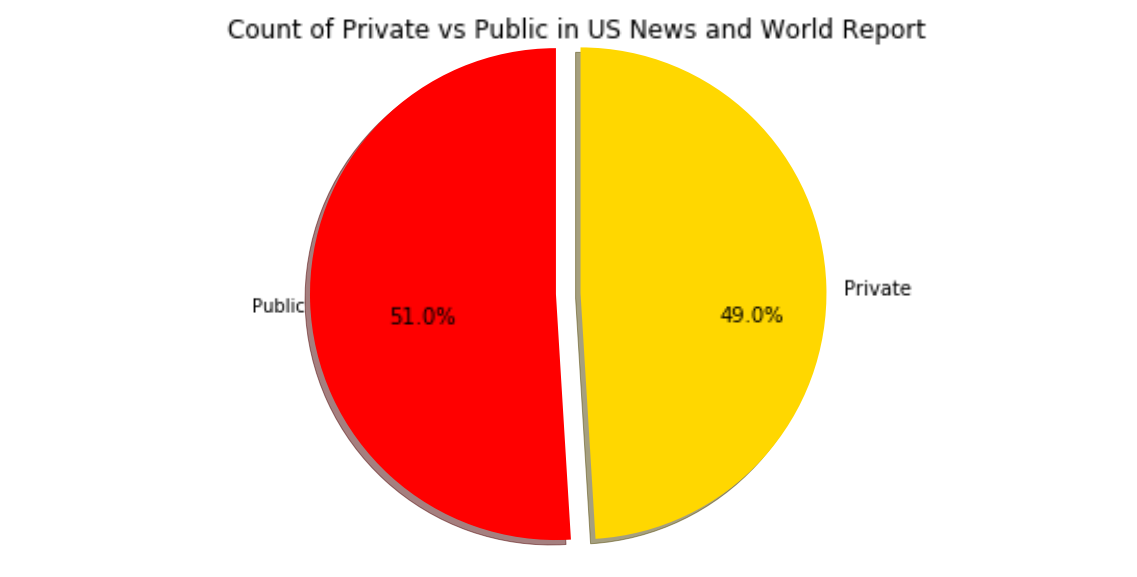 Count of Private vs Public in US News and World Report
Private
Public
51.0%
49.0%